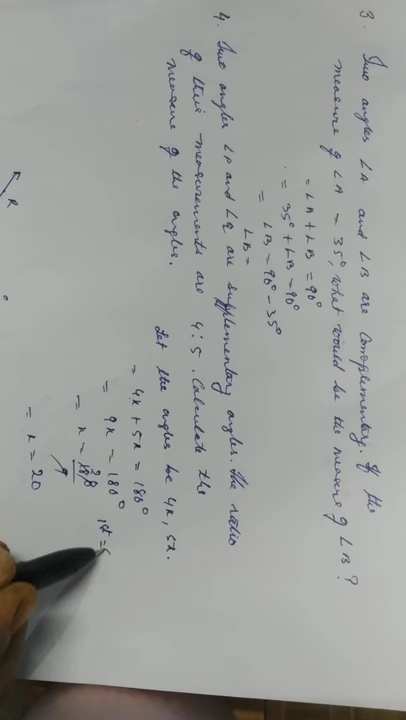 3. Two angles ∠A and ∠B are Complementary. If the
measure of ∠A = 35°, what would be the measure of ∠B?
= ∠A + ∠B = 90°
= 35° + ∠B = 90°
= ∠B = 90° - 35°
∠B =
4. Two angles ∠P and ∠Q are supplementary angles. The ratio
of their measurements are 4:5. Calculate the
measure of the angles.
Let the angles be 4x, 5x.
= 4x + 5x = 180°
= 9x = 180°
= x = 180/9
= x = 20
1st =
R